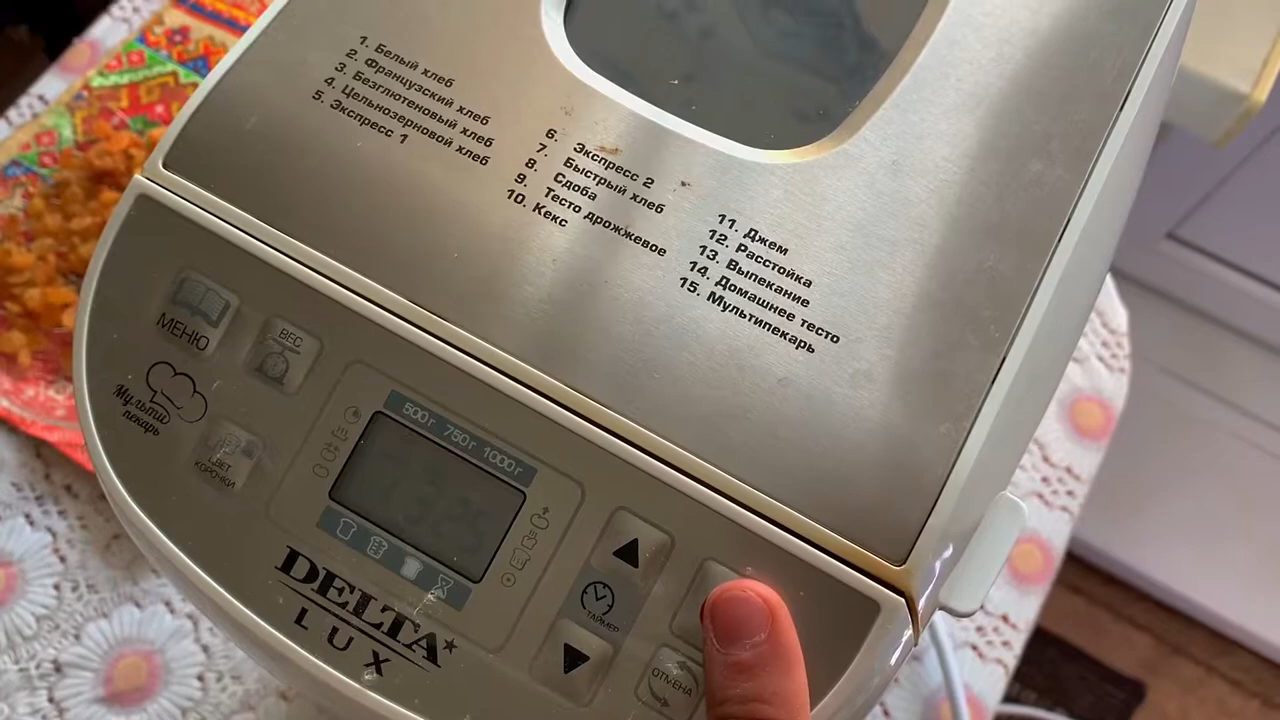 1. Белый хлеб
2. Французский хлеб
3. Безглютеновый хлеб
4. Цельнозерновой хлеб
5. Экспресс 1
6. Экспресс 2
7. Быстрый хлеб
8. Сдоба
9. Тесто дрожжевое
10. Кекс
11. Джем
12. Расстойка
13. Выпекание
14. Домашнее тесто
15. Мультипекарь
МЕНЮ
ВЕС
Мульти
пекарь
ЦВЕТ
КОРОЧКИ
500г 750г 1000г
DELTA
LUX
ТАЙМЕР
ОТМЕНА